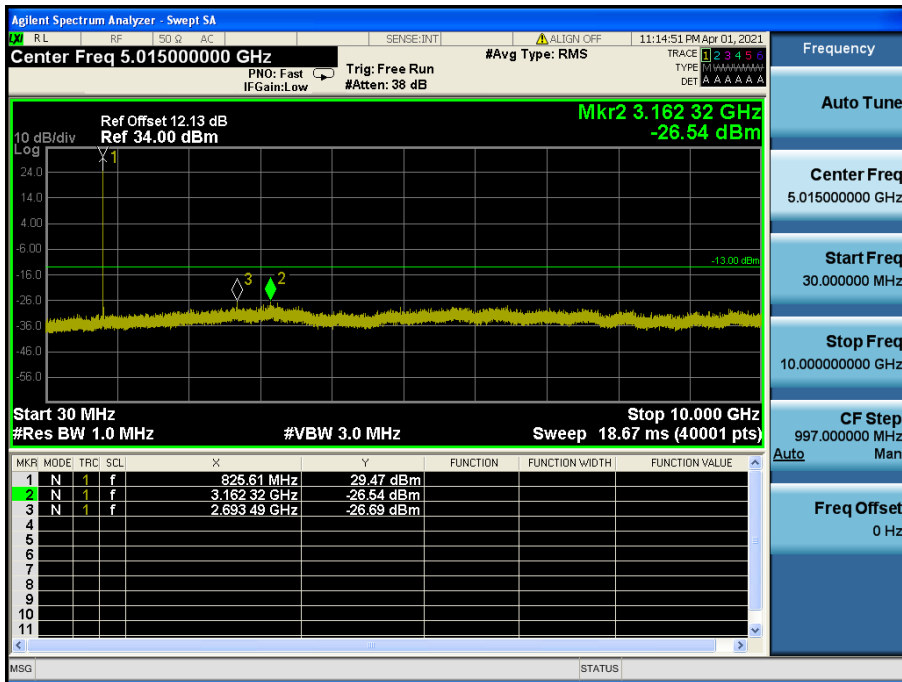 Agilent Spectrum Analyzer - Swept SA
LXI RL RF 50 Ω AC SENSE:INT ALIGN OFF 11:14:51 PM Apr 01, 2021
Center Freq 5.015000000 GHz #Avg Type: RMS TRACE 1 2 3 4 5 6
PNO: Fast Trig: Free Run TYPE MWWWWW
IFGain:Low #Atten: 38 dB DET A A A A A A
Frequency
Mkr2 3.162 32 GHz
-26.54 dBm
Ref Offset 12.13 dB
10 dB/div Ref 34.00 dBm
Log
1
24.0
14.0
4.00
-6.00
-13.00 dBm
-16.0
3 2
-26.0
-36.0
-46.0
-56.0
Start 30 MHz Stop 10.000 GHz
#Res BW 1.0 MHz #VBW 3.0 MHz Sweep 18.67 ms (40001 pts)
MKR MODE TRC SCL X Y FUNCTION FUNCTION WIDTH FUNCTION VALUE
1 N 1 f 825.61 MHz 29.47 dBm
2 N 1 f 3.162 32 GHz -26.54 dBm
3 N 1 f 2.693 49 GHz -26.69 dBm
4
5
6
7
8
9
10
11
MSG STATUS
Auto Tune
Center Freq
5.015000000 GHz
Start Freq
30.000000 MHz
Stop Freq
10.000000000 GHz
CF Step
997.000000 MHz
Auto Man
Freq Offset
0 Hz